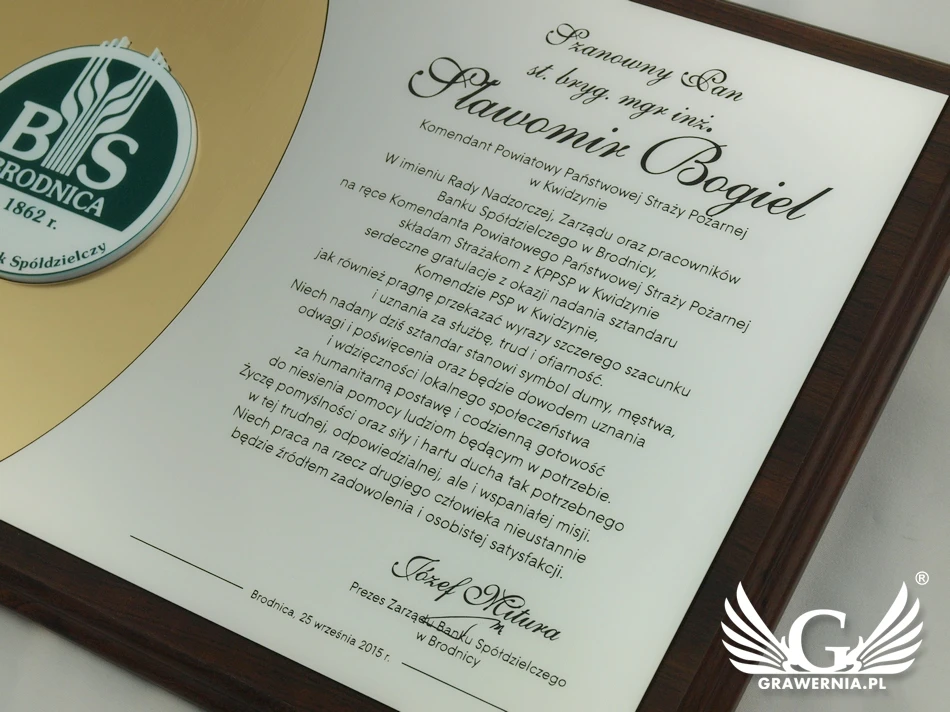 BS
BRODNICA
1862 r.
k Spółdzielczy
Szanowny Pan
st. bryg. mgr inż.
Sławomir Bogiel
Komendant Powiatowy Państwowej Straży Pożarnej
w Kwidzynie
W imieniu Rady Nadzorczej, Zarządu oraz pracowników
Banku Spółdzielczego w Brodnicy,
na ręce Komendanta Powiatowego Państwowej Straży Pożarnej
składam Strażakom z KPPSP w Kwidzynie
serdeczne gratulacje z okazji nadania sztandaru
Komendzie PSP w Kwidzynie,
jak również pragnę przekazać wyrazy szczerego szacunku
i uznania za służbę, trud i ofiarność.
Niech nadany dziś sztandar stanowi symbol dumy, męstwa,
odwagi i poświęcenia oraz będzie dowodem uznania
i wdzięczności lokalnego społeczeństwa
za humanitarną postawę i codzienną gotowość
do niesienia pomocy ludziom będącym w potrzebie.
Życzę pomyślności oraz siły i hartu ducha tak potrzebnego
w tej trudnej, odpowiedzialnej, ale i wspaniałej misji.
Niech praca na rzecz drugiego człowieka nieustannie
będzie źródłem zadowolenia i osobistej satysfakcji.
Józef Mitura
Prezes Zarządu Banku Spółdzielczego
w Brodnicy
Brodnica, 25 września 2015 r.
G
®
GRAWERNIA.PL